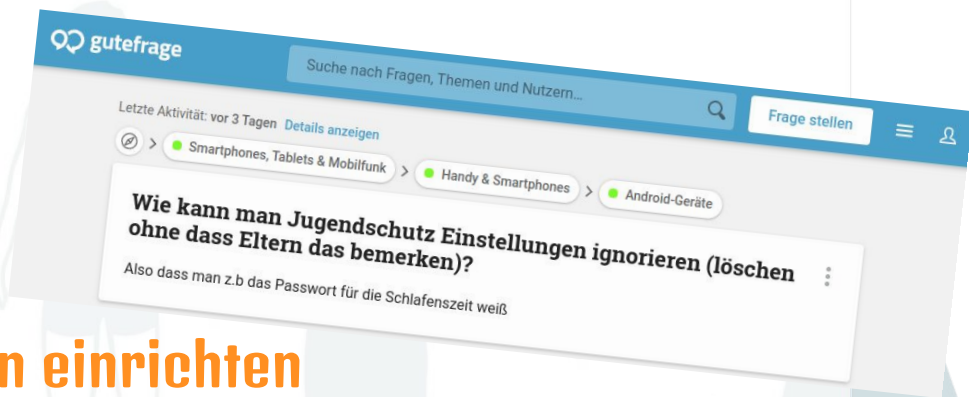 gutefrage
Suche nach Fragen, Themen und Nutzern...
Frage stellen
Letzte Aktivität: vor 3 Tagen Details anzeigen
> Smartphones, Tablets & Mobilfunk > Handy & Smartphones > Android-Geräte
Wie kann man Jugendschutz Einstellungen ignorieren (löschen
ohne dass Eltern das bemerken)?
Also dass man z.b das Passwort für die Schlafenszeit weiß
n einrichten